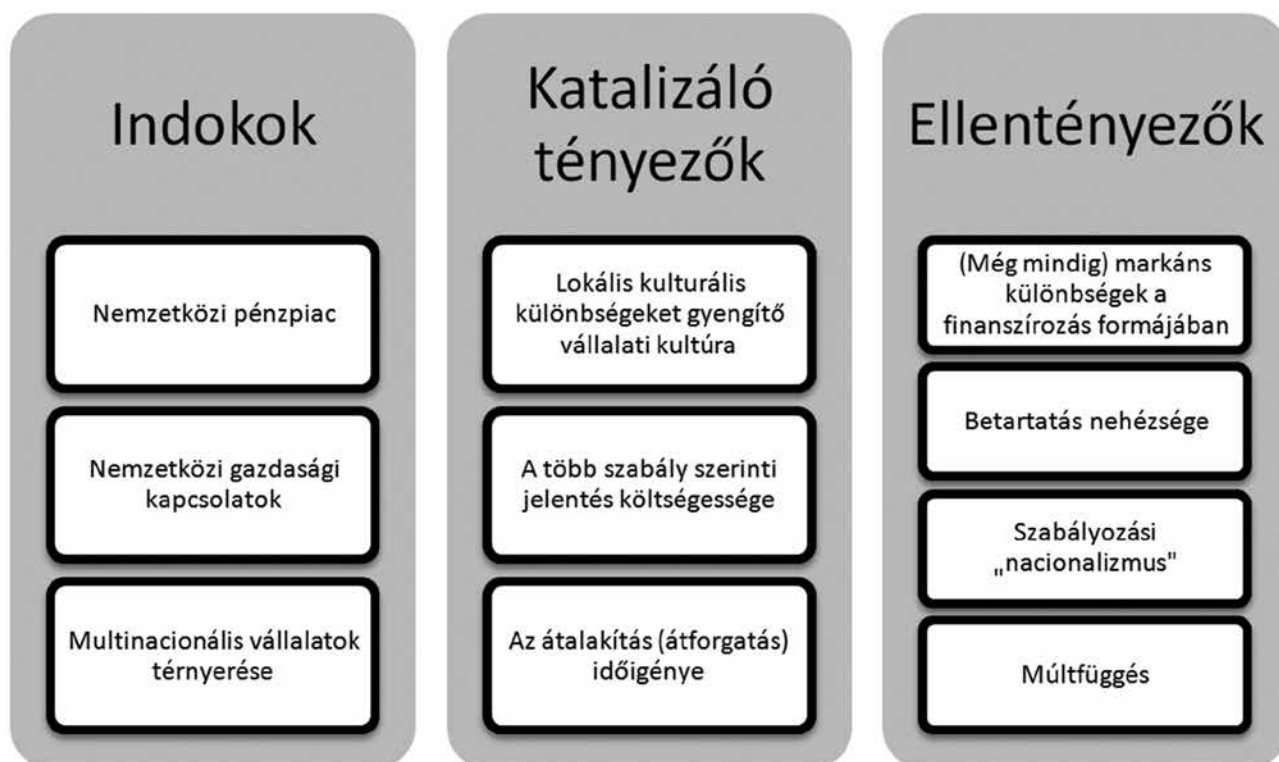 Indokok
Nemzetközi pénzpiac
Nemzetközi gazdasági
kapcsolatok
Multinacionális vállalatok
térnyerése
Katalizáló
tényezők
Lokális kulturális
különbségeket gyengítő
vállalati kultúra
A több szabály szerinti
jelentés költségessége
Az átalakítás (átforgatás)
időigénye
Ellentényezők
(Még mindig) markáns
különbségek a
finanszírozás formájában
Betartatás nehézsége
Szabályozási
„nacionalizmus"
Múltfüggés